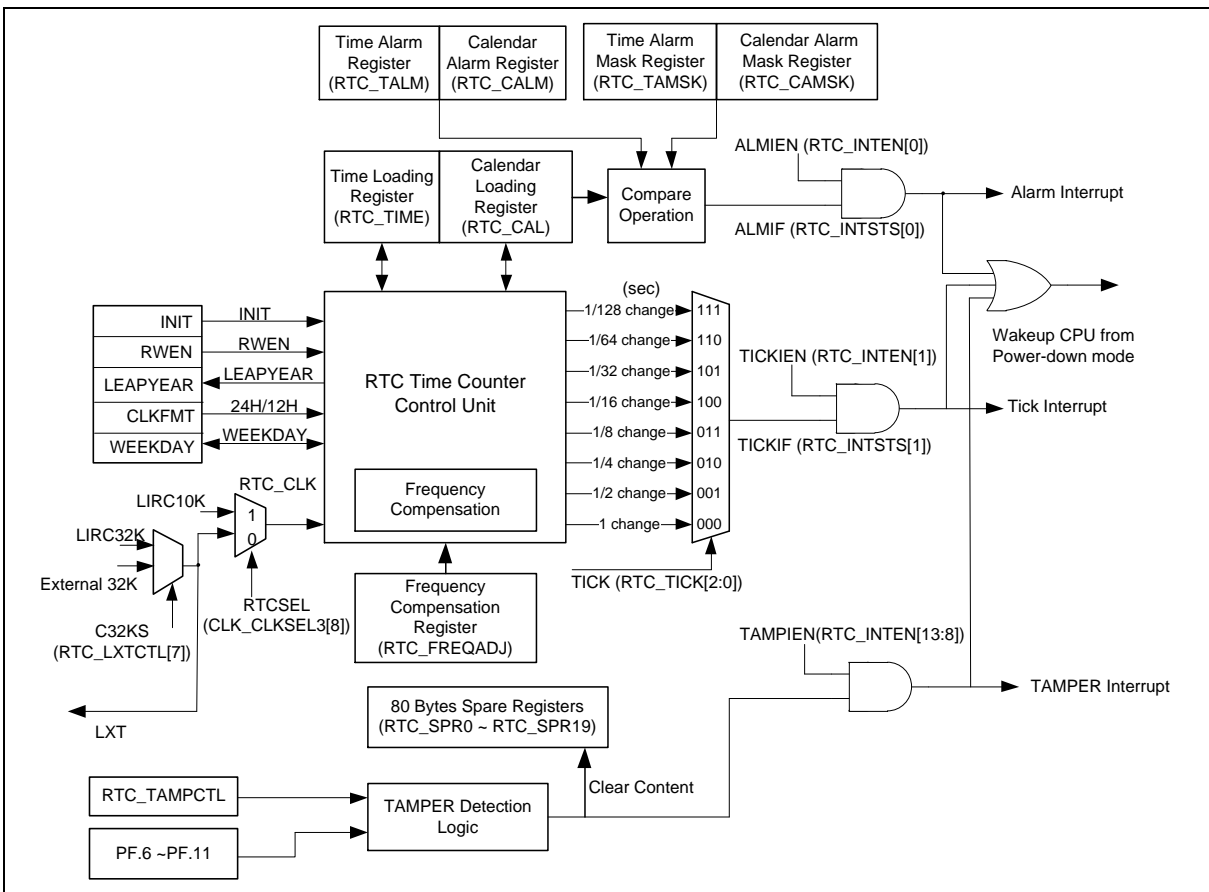 Time Alarm
Register
(RTC_TALM)
Calendar
Alarm Register
(RTC_CALM)
Time Alarm
Mask Register
(RTC_TAMSK)
Calendar Alarm
Mask Register
(RTC_CAMSK)
Time Loading
Register
(RTC_TIME)
Calendar
Loading
Register
(RTC_CAL)
Compare
Operation
ALMIEN (RTC_INTEN[0])
ALMIF (RTC_INTSTS[0])
Alarm Interrupt
Wakeup CPU from
Power-down mode
INIT
RWEN
LEAPYEAR
CLKFMT
WEEKDAY
INIT
RWEN
LEAPYEAR
24H/12H
WEEKDAY
RTC Time Counter
Control Unit
Frequency
Compensation
(sec)
1/128 change
1/64 change
1/32 change
1/16 change
1/8 change
1/4 change
1/2 change
1 change
111
110
101
100
011
010
001
000
TICK (RTC_TICK[2:0])
TICKIEN (RTC_INTEN[1])
TICKIF (RTC_INTSTS[1])
Tick Interrupt
RTC_CLK
LIRC10K
1
0
LIRC32K
External 32K
C32KS
(RTC_LXTCTL[7])
RTCSEL
(CLK_CLKSEL3[8])
LXT
Frequency
Compensation
Register
(RTC_FREQADJ)
TAMPIEN(RTC_INTEN[13:8])
TAMPER Interrupt
80 Bytes Spare Registers
(RTC_SPR0 ~ RTC_SPR19)
Clear Content
RTC_TAMPCTL
PF.6 ~PF.11
TAMPER Detection
Logic